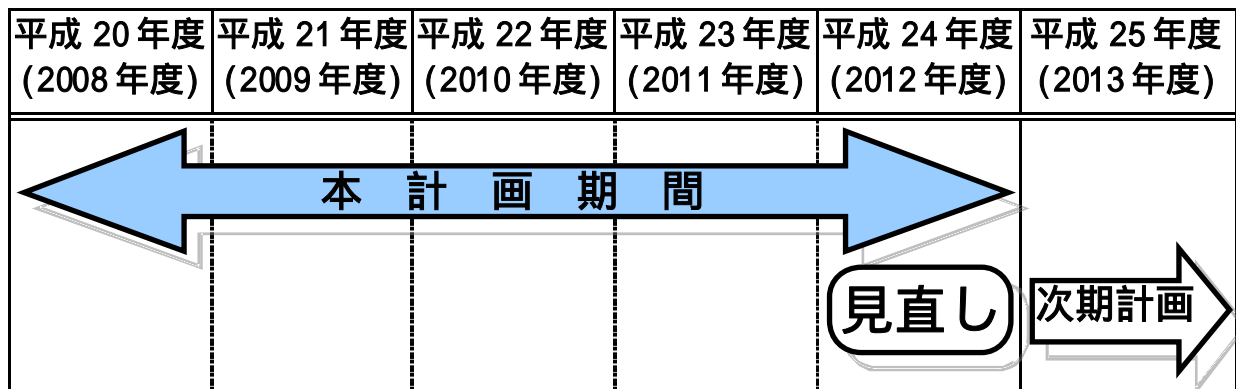 平成 20 年度 平成 21 年度 平成 22 年度 平成 23 年度 平成 24 年度 平成 25 年度
(2008 年度) (2009 年度) (2010 年度) (2011 年度) (2012 年度) (2013 年度)
本 計 画 期 間
見直し 次期計画